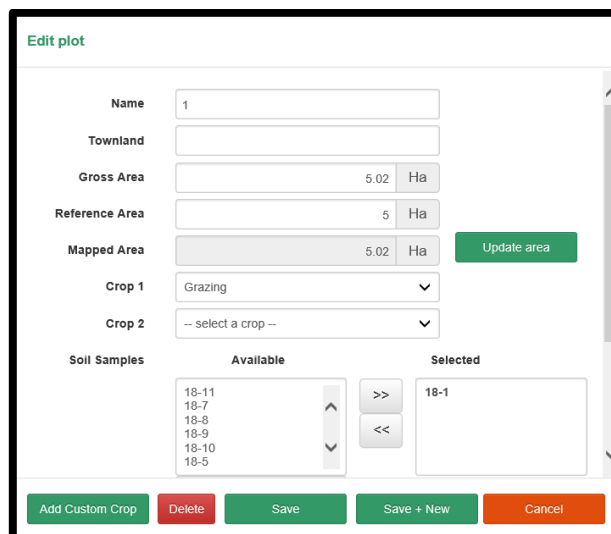 Edit plot
Name 1
Townland
Gross Area 5.02 Ha
Reference Area 5 Ha
Mapped Area 5.02 Ha Update area
Crop 1 Grazing
Crop 2 -- select a crop --
Soil Samples Available Selected
18-11 >> 18-1
18-7
18-8
18-9 <<
18-10
18-5
Add Custom Crop Delete Save Save + New Cancel